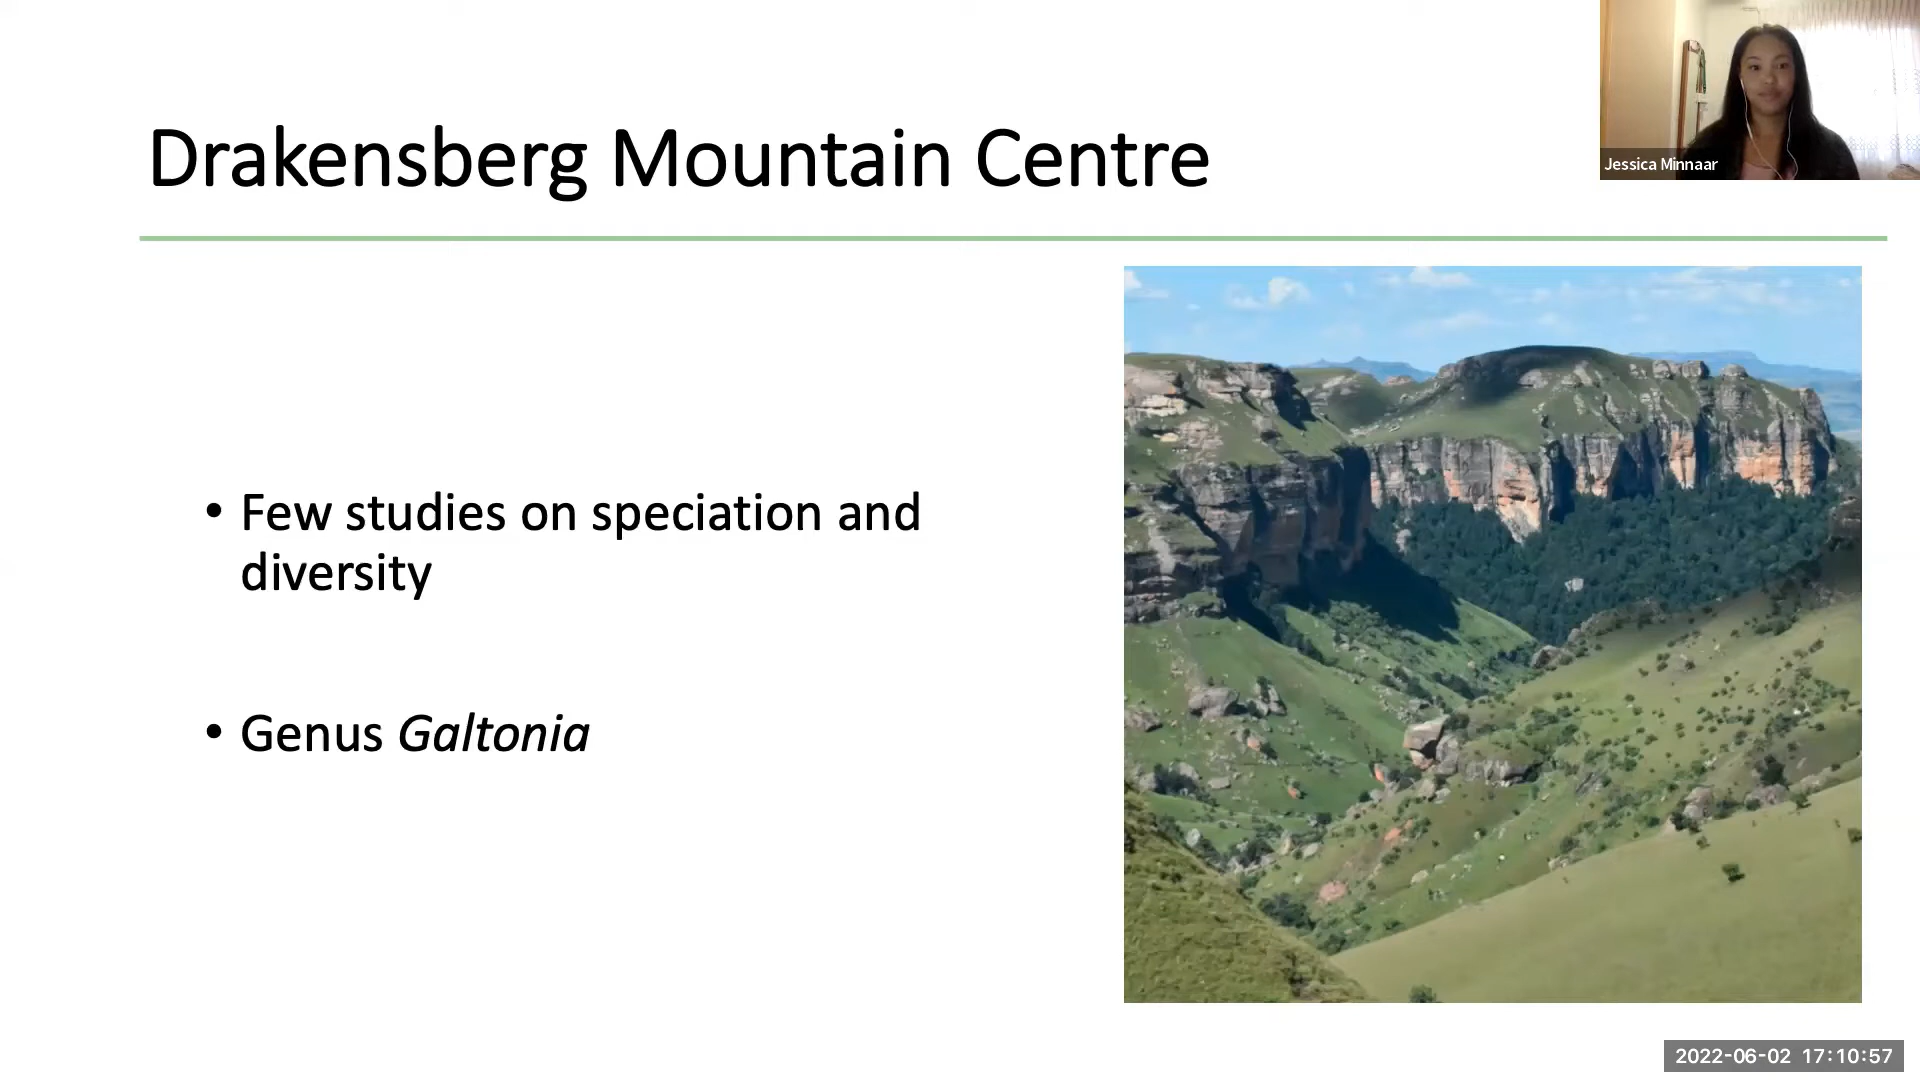 Jessica Minnaar
Drakensberg Mountain Centre
• Few studies on speciation and
diversity
• Genus Galtonia
2022-06-02 17:10:57